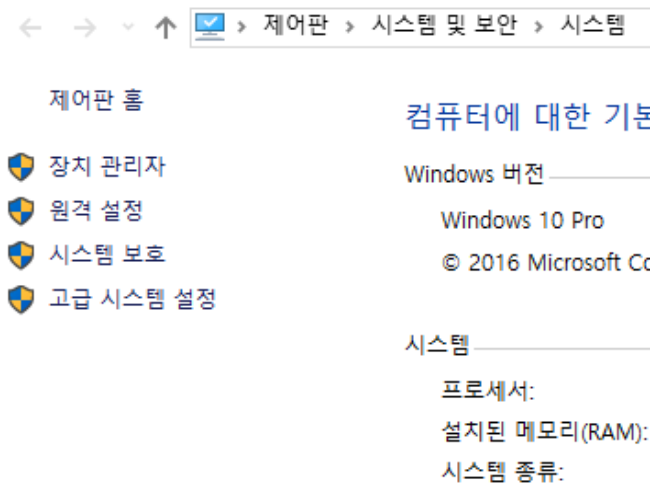 제어판 › 시스템 및 보안 › 시스템
제어판 홈
장치 관리자
원격 설정
시스템 보호
고급 시스템 설정
컴퓨터에 대한 기본
Windows 버전
Windows 10 Pro
© 2016 Microsoft Co
시스템
프로세서:
설치된 메모리(RAM):
시스템 종류: